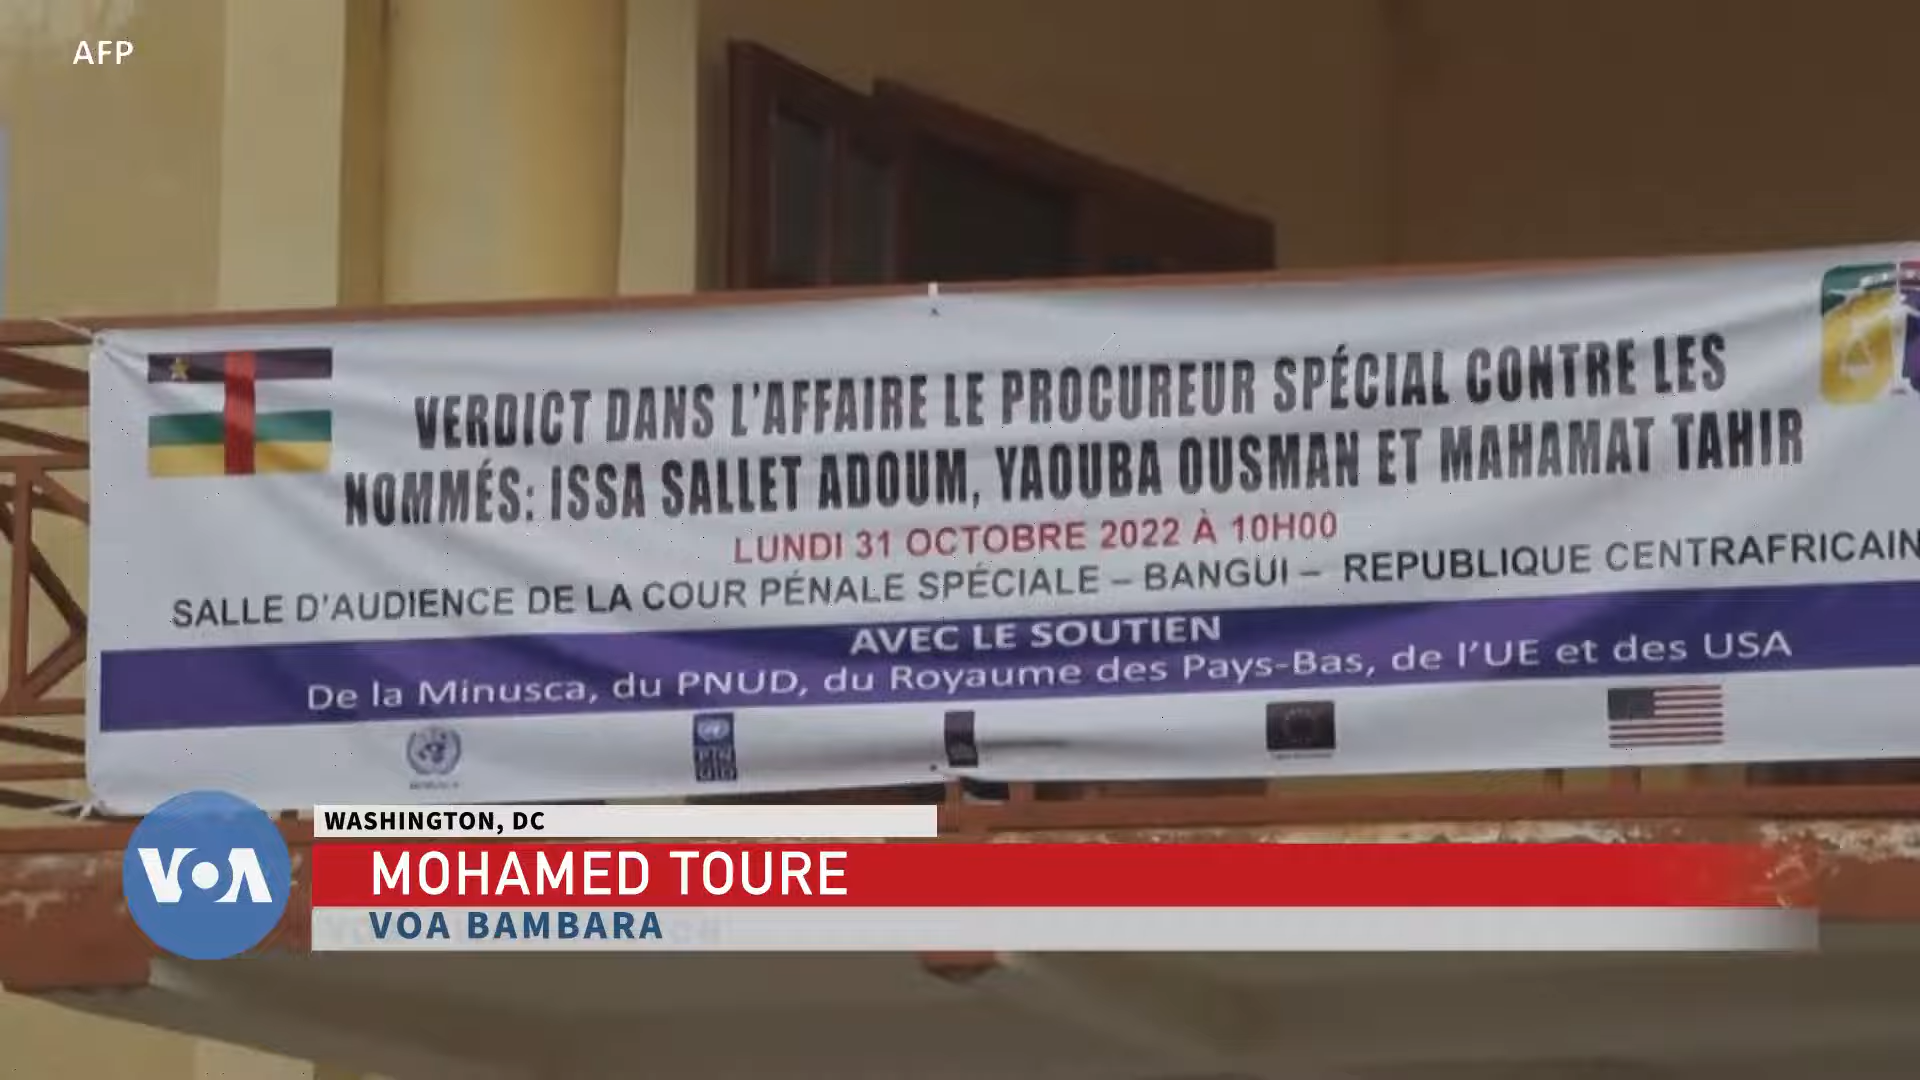 AFP
VERDICT DANS L'AFFAIRE LE PROCUREUR SPÉCIAL CONTRE LES
NOMMÉS: ISSA SALLET ADOUM, YAOUBA OUSMAN ET MAHAMAT TAHIR
LUNDI 31 OCTOBRE 2022 À 10H00
SALLE D'AUDIENCE DE LA COUR PÉNALE SPÉCIALE – BANGUI – REPUBLIQUE CENTRAFRICAIN
AVEC LE SOUTIEN
De la Minusca, du PNUD, du Royaume des Pays-Bas, de l'UE et des USA
WASHINGTON, DC
VOA
MOHAMED TOURE
VOA BAMBARA